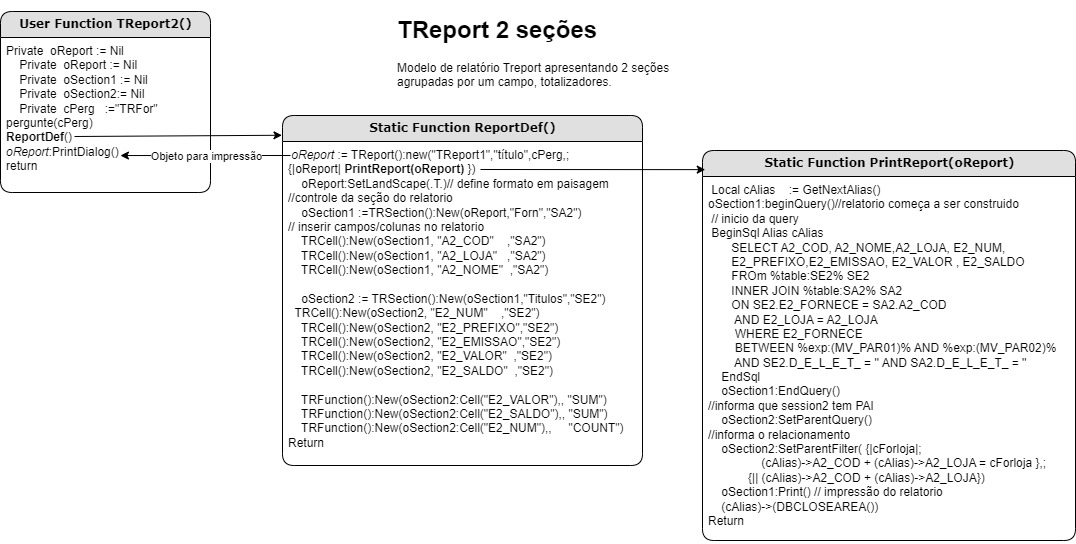 User Function TReport2()
Private  oReport := Nil
Private  oReport := Nil
Private  oSection1 := Nil
Private  oSection2:= Nil
Private  cPerg   :="TRFor"
pergunte(cPerg)
ReportDef()
oReport:PrintDialog()
return
TReport 2 seções
Modelo de relatório Treport apresentando 2 seções
agrupadas por um campo, totalizadores.
Objeto para impressão
Static Function ReportDef()
oReport := TReport():new("TReport1","título",cPerg,;
{|oReport| PrintReport(oReport) })
oReport:SetLandScape(.T.)// define formato em paisagem
//controle da seção do relatorio
oSection1 :=TRSection():New(oReport,"Forn","SA2")
// inserir campos/colunas no relatorio
TRCell():New(oSection1, "A2_COD"    ,"SA2")
TRCell():New(oSection1, "A2_LOJA"   ,"SA2")
TRCell():New(oSection1, "A2_NOME"  ,"SA2")
oSection2 := TRSection():New(oSection1,"Titulos","SE2")
TRCell():New(oSection2, "E2_NUM"    ,"SE2")
TRCell():New(oSection2, "E2_PREFIXO","SE2")
TRCell():New(oSection2, "E2_EMISSAO","SE2")
TRCell():New(oSection2, "E2_VALOR"  ,"SE2")
TRCell():New(oSection2, "E2_SALDO"  ,"SE2")
TRFunction():New(oSection2:Cell("E2_VALOR"),, "SUM")
TRFunction():New(oSection2:Cell("E2_SALDO"),, "SUM")
TRFunction():New(oSection2:Cell("E2_NUM"),,     "COUNT")
Return
Static Function PrintReport(oReport)
Local cAlias    := GetNextAlias()
oSection1:beginQuery()//relatorio começa a ser construido
// inicio da query
BeginSql Alias cAlias
SELECT A2_COD, A2_NOME,A2_LOJA, E2_NUM,
E2_PREFIXO,E2_EMISSAO, E2_VALOR , E2_SALDO
FROm %table:SE2% SE2
INNER JOIN %table:SA2% SA2
ON SE2.E2_FORNECE = SA2.A2_COD
AND E2_LOJA = A2_LOJA
WHERE E2_FORNECE
BETWEEN %exp:(MV_PAR01)% AND %exp:(MV_PAR02)%
AND SE2.D_E_L_E_T_ = '' AND SA2.D_E_L_E_T_ = ''
EndSql
oSection1:EndQuery()
//informa que session2 tem PAI
oSection2:SetParentQuery()
//informa o relacionamento
oSection2:SetParentFilter( {|cForloja|;
(cAlias)->A2_COD + (cAlias)->A2_LOJA = cForloja },;
{|| (cAlias)->A2_COD + (cAlias)->A2_LOJA})
oSection1:Print() // impressão do relatorio
(cAlias)->(DBCLOSEAREA())
Return